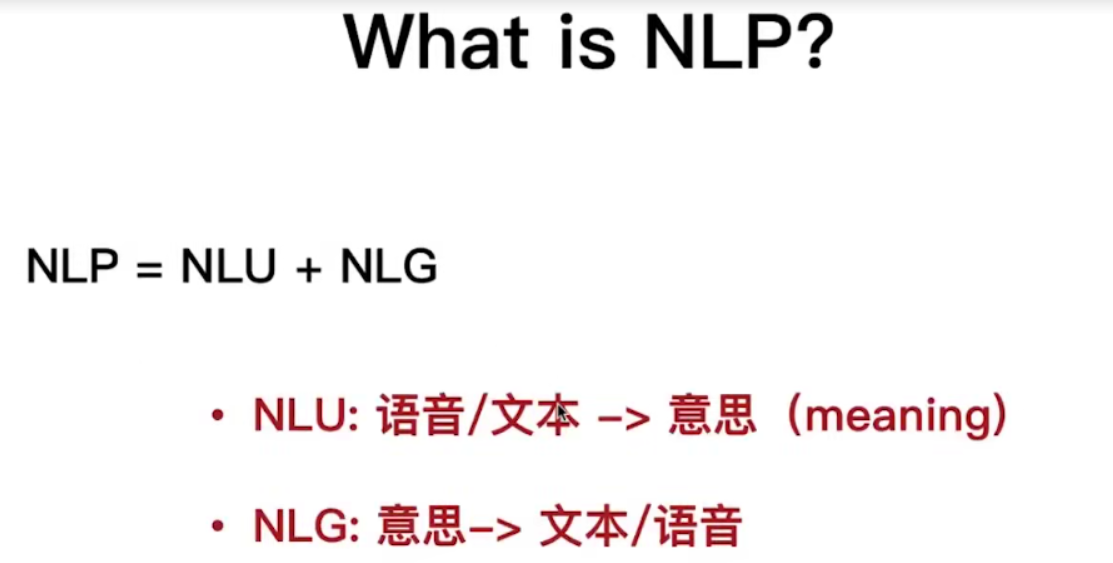 What is NLP?
NLP = NLU + NLG
• NLU: 语音/文本 –> 意思（meaning)
• NLG: 意思–> 文本/语音